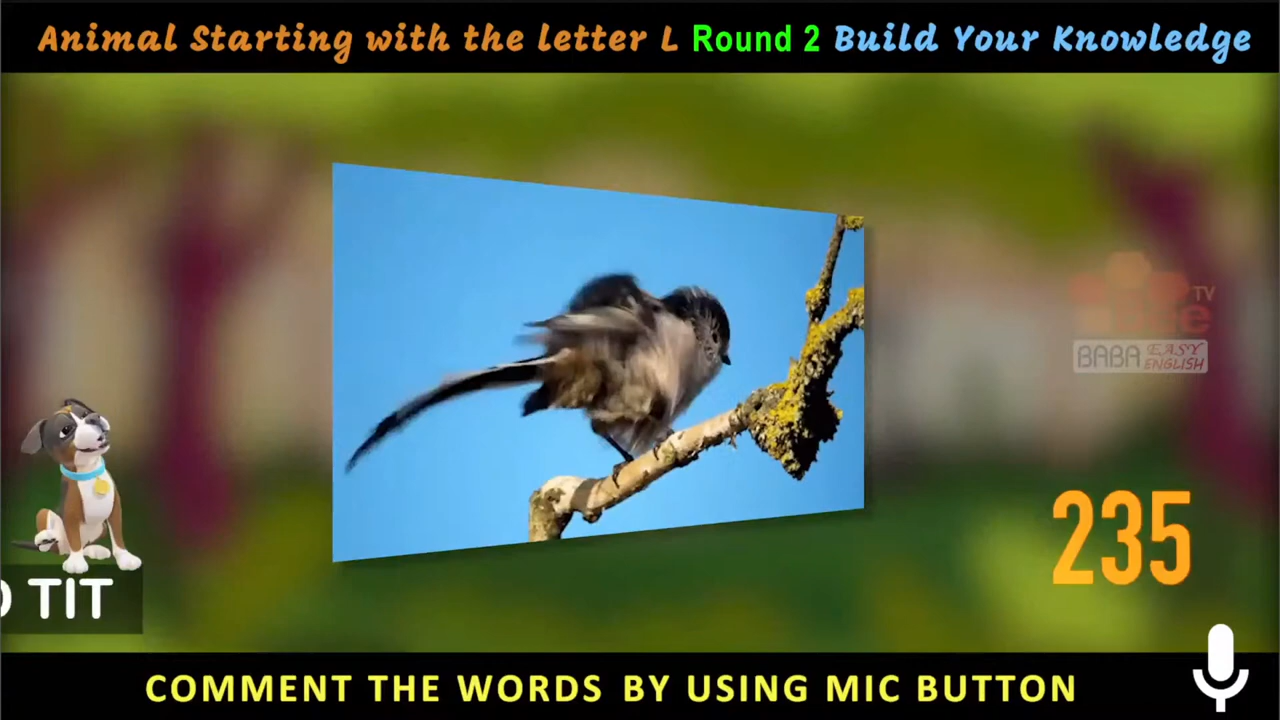 Animal Starting with the letter L Round 2 Build Your Knowledge
TV
BABA EASY ENGLISH
235
TIT
COMMENT THE WORDS BY USING MIC BUTTON